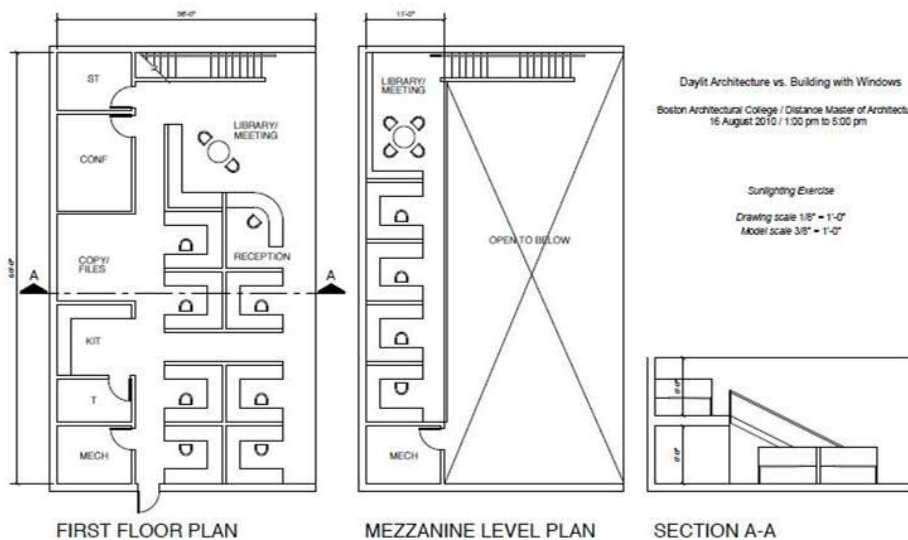 11'-0"
ST
CONF
COPY/
FILES
KIT
T
MECH
LIBRARY/
MEETING
RECEPTION
A
A
FIRST FLOOR PLAN
LIBRARY/
MEETING
OPEN TO BELOW
MECH
MEZZANINE LEVEL PLAN
Daylit Architecture vs. Building with Windows
Boston Architectural College / Distance Master of Architectu
16 August 2010 / 1:00 pm to 5:00 pm
Sunlighting Exercise
Drawing scale 1/8" = 1'-0"
Model scale 3/8" = 1'-0"
SECTION A-A